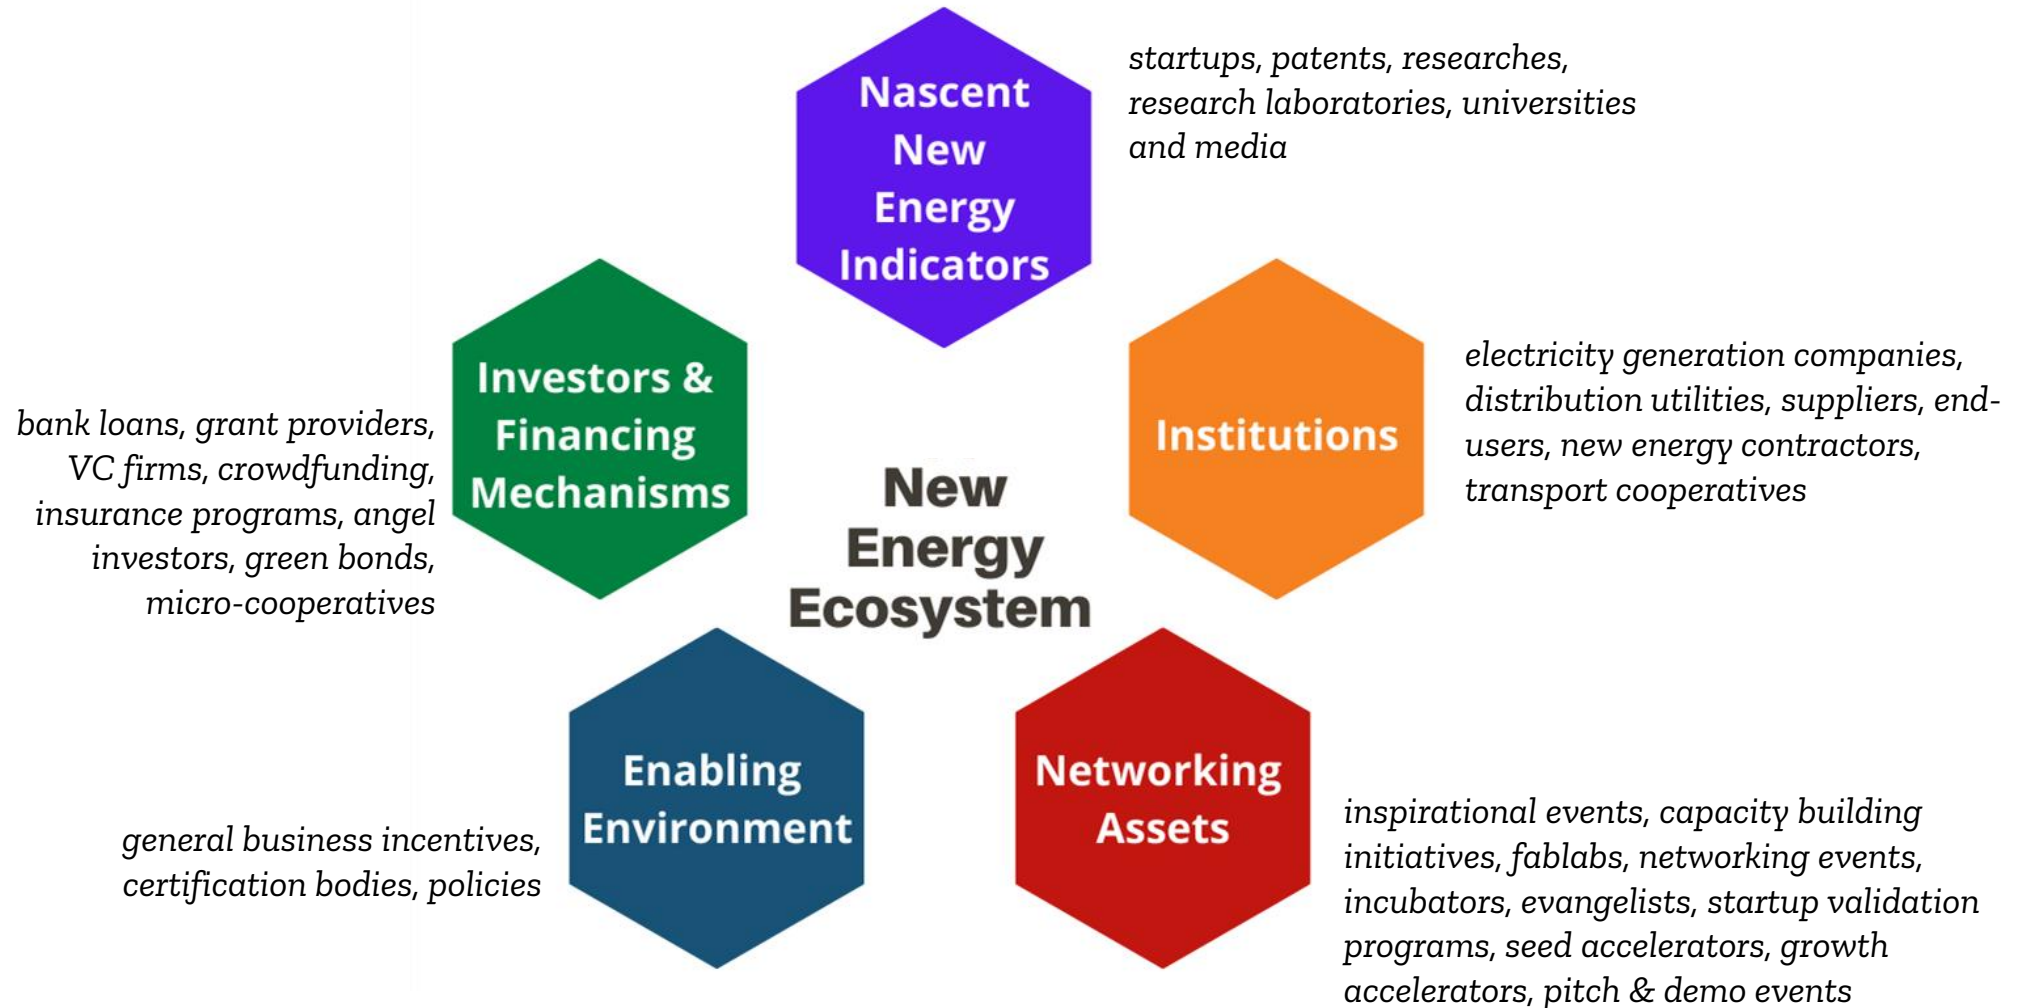 Nascent
New
Energy
Indicators
startups, patents, researches,
research laboratories, universities
and media
Investors &
Financing
Mechanisms
bank loans, grant providers,
VC firms, crowdfunding,
insurance programs, angel
investors, green bonds,
micro-cooperatives
Institutions
electricity generation companies,
distribution utilities, suppliers, end-
users, new energy contractors,
transport cooperatives
New
Energy
Ecosystem
Enabling
Environment
general business incentives,
certification bodies, policies
Networking
Assets
inspirational events, capacity building
initiatives, fablabs, networking events,
incubators, evangelists, startup validation
programs, seed accelerators, growth
accelerators, pitch & demo events